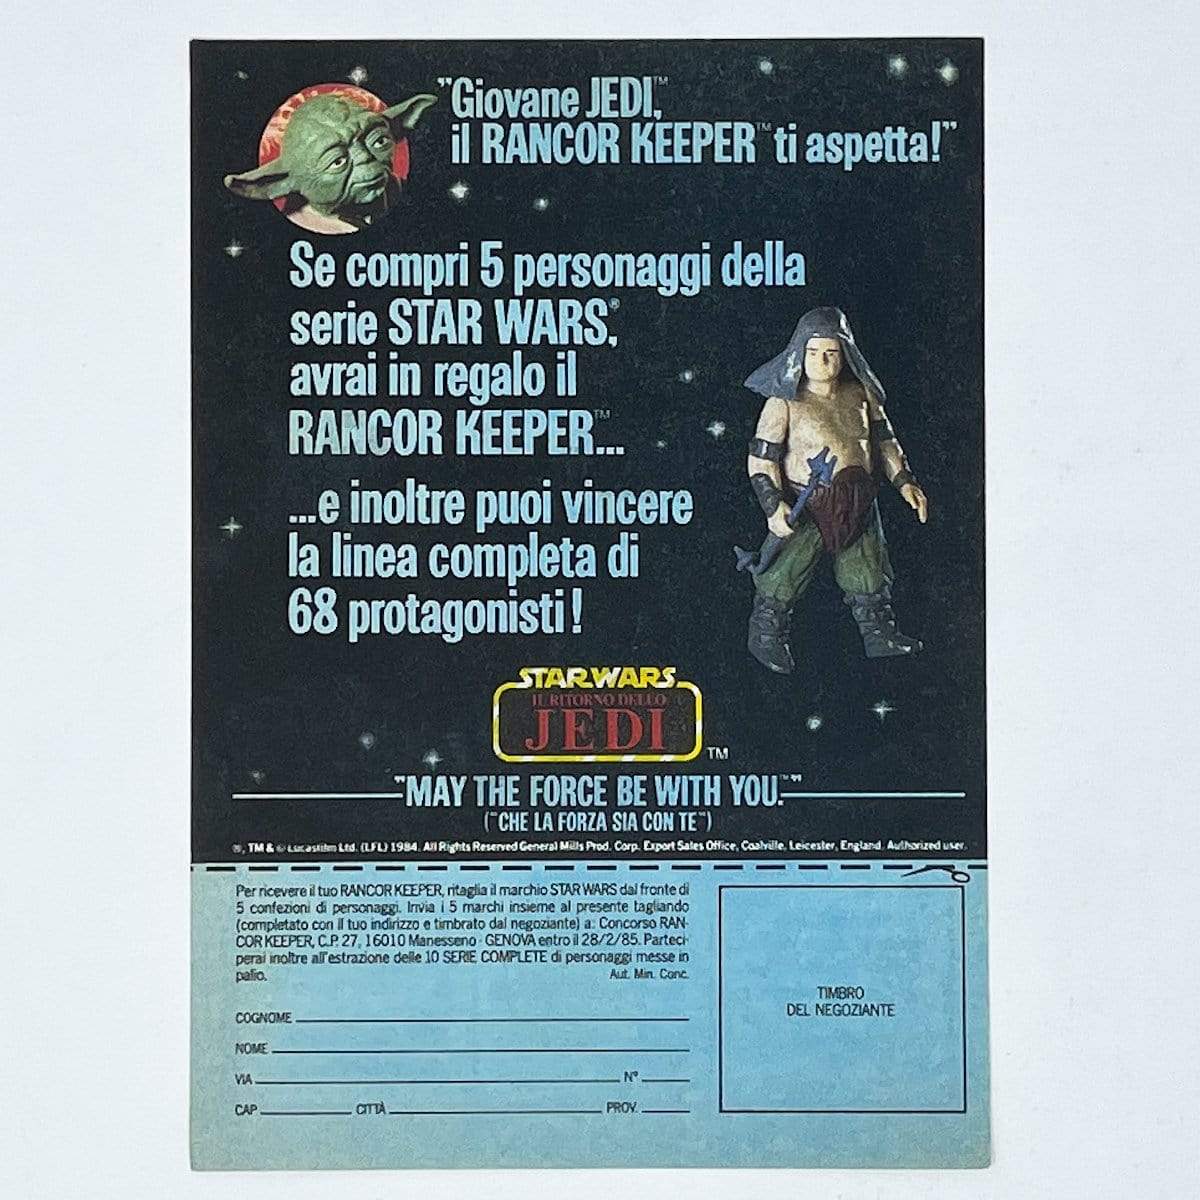 "Giovane JEDI,™
il RANCOR KEEPER™ ti aspetta!"
Se compri 5 personaggi della
serie STAR WARS,®
avrai in regalo il
RANCOR KEEPER™...
...e inoltre puoi vincere
la linea completa di
68 protagonisti!
STAR WARS
IL RITORNO DELLO
JEDI
TM
"MAY THE FORCE BE WITH YOU.™"
("CHE LA FORZA SIA CON TE")
®, TM & © Lucasfilm Ltd. (LFL) 1984. All Rights Reserved General Mills Prod. Corp. Export Sales Office, Coalville, Leicester, England. Authorized user.
Per ricevere il tuo RANCOR KEEPER, ritaglia il marchio STAR WARS dal fronte di
5 confezioni di personaggi. Invia i 5 marchi insieme al presente tagliando
(completato con il tuo indirizzo e timbrato dal negoziante) a: Concorso RAN-
COR KEEPER, C.P. 27, 16010 Manesseno - GENOVA entro il 28/2/85. Parteci-
perai inoltre all'estrazione delle 10 SERIE COMPLETE di personaggi messe in
palio. Aut. Min. Conc.
COGNOME
NOME
VIA N°
CAP CITTÀ PROV.
TIMBRO
DEL NEGOZIANTE